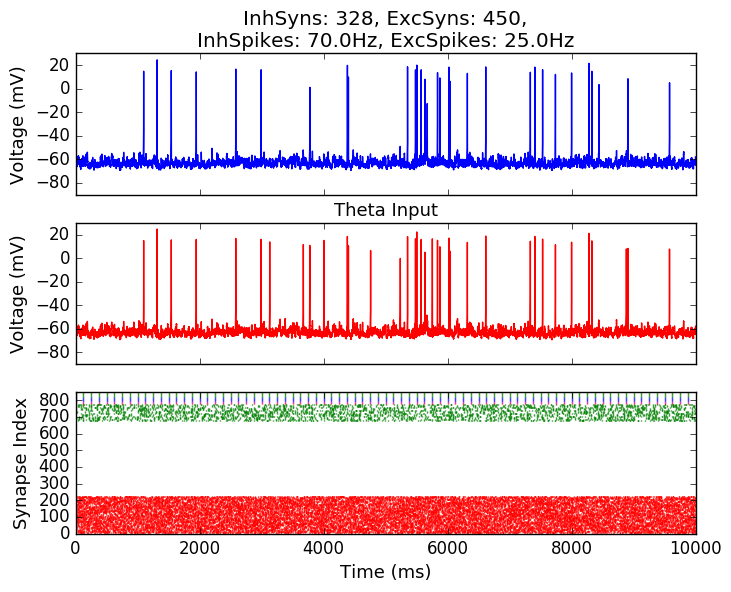 InhSyns: 328, ExcSyns: 450,
InhSpikes: 70.0Hz, ExcSpikes: 25.0Hz
Voltage (mV)
20
0
−20
−40
−60
−80
Theta Input
Voltage (mV)
20
0
−20
−40
−60
−80
Synapse Index
800
700
600
500
400
300
200
100
0
0 2000 4000 6000 8000 10000
Time (ms)